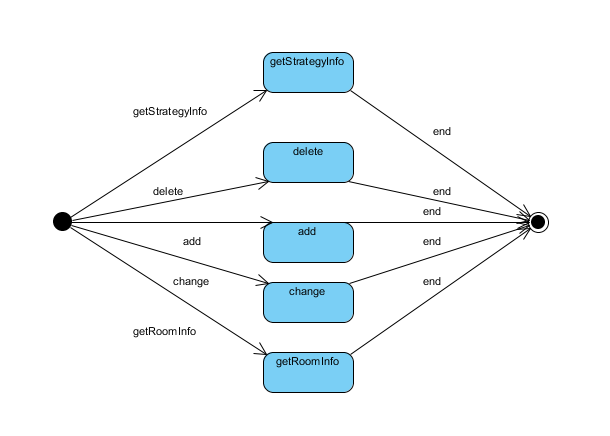 getStrategyInfo
getStrategyInfo
end
delete
delete
end
end
add
add
end
change
change
end
getRoomInfo
getRoomInfo